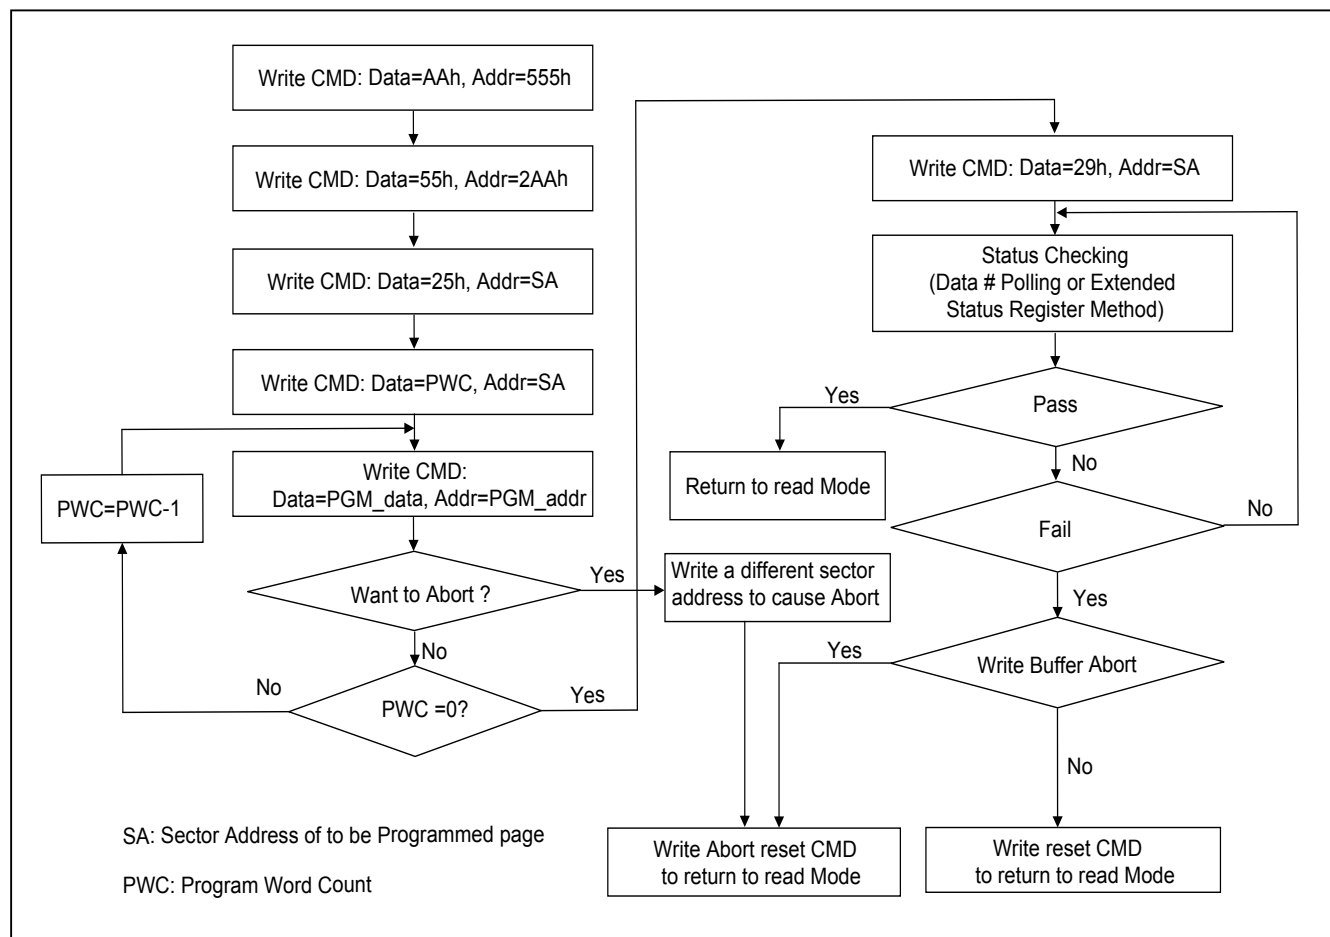 Write CMD: Data=AAh, Addr=555h
Write CMD: Data=55h, Addr=2AAh
Write CMD: Data=25h, Addr=SA
Write CMD: Data=PWC, Addr=SA
Write CMD:
Data=PGM_data, Addr=PGM_addr
PWC=PWC-1
Want to Abort ?
Yes
No
PWC =0?
No
Yes
Write a different sector
address to cause Abort
Write CMD: Data=29h, Addr=SA
Status Checking
(Data # Polling or Extended
Status Register Method)
Pass
Yes
No
Return to read Mode
Fail
No
Yes
Write Buffer Abort
Yes
No
Write Abort reset CMD
to return to read Mode
Write reset CMD
to return to read Mode
SA: Sector Address of to be Programmed page
PWC: Program Word Count